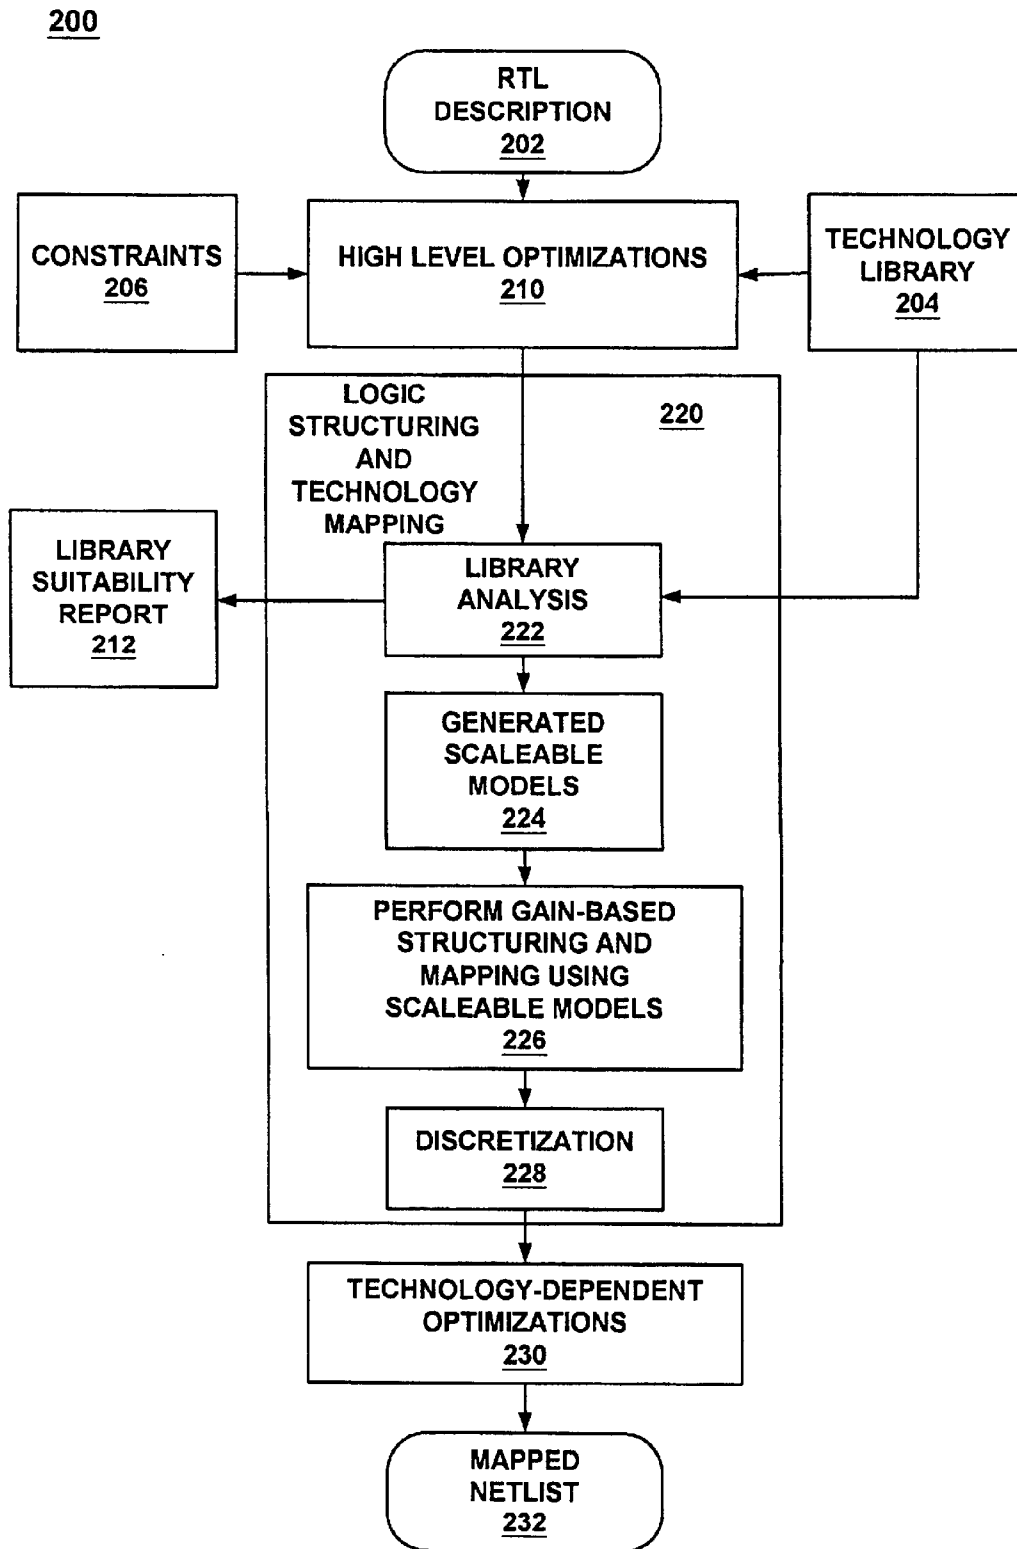 200
RTL
DESCRIPTION
202
CONSTRAINTS
206
HIGH LEVEL OPTIMIZATIONS
210
TECHNOLOGY
LIBRARY
204
LOGIC
STRUCTURING
AND
TECHNOLOGY
MAPPING
220
LIBRARY
SUITABILITY
REPORT
212
LIBRARY
ANALYSIS
222
GENERATED
SCALEABLE
MODELS
224
PERFORM GAIN-BASED
STRUCTURING AND
MAPPING USING
SCALEABLE MODELS
226
DISCRETIZATION
228
TECHNOLOGY-DEPENDENT
OPTIMIZATIONS
230
MAPPED
NETLIST
232